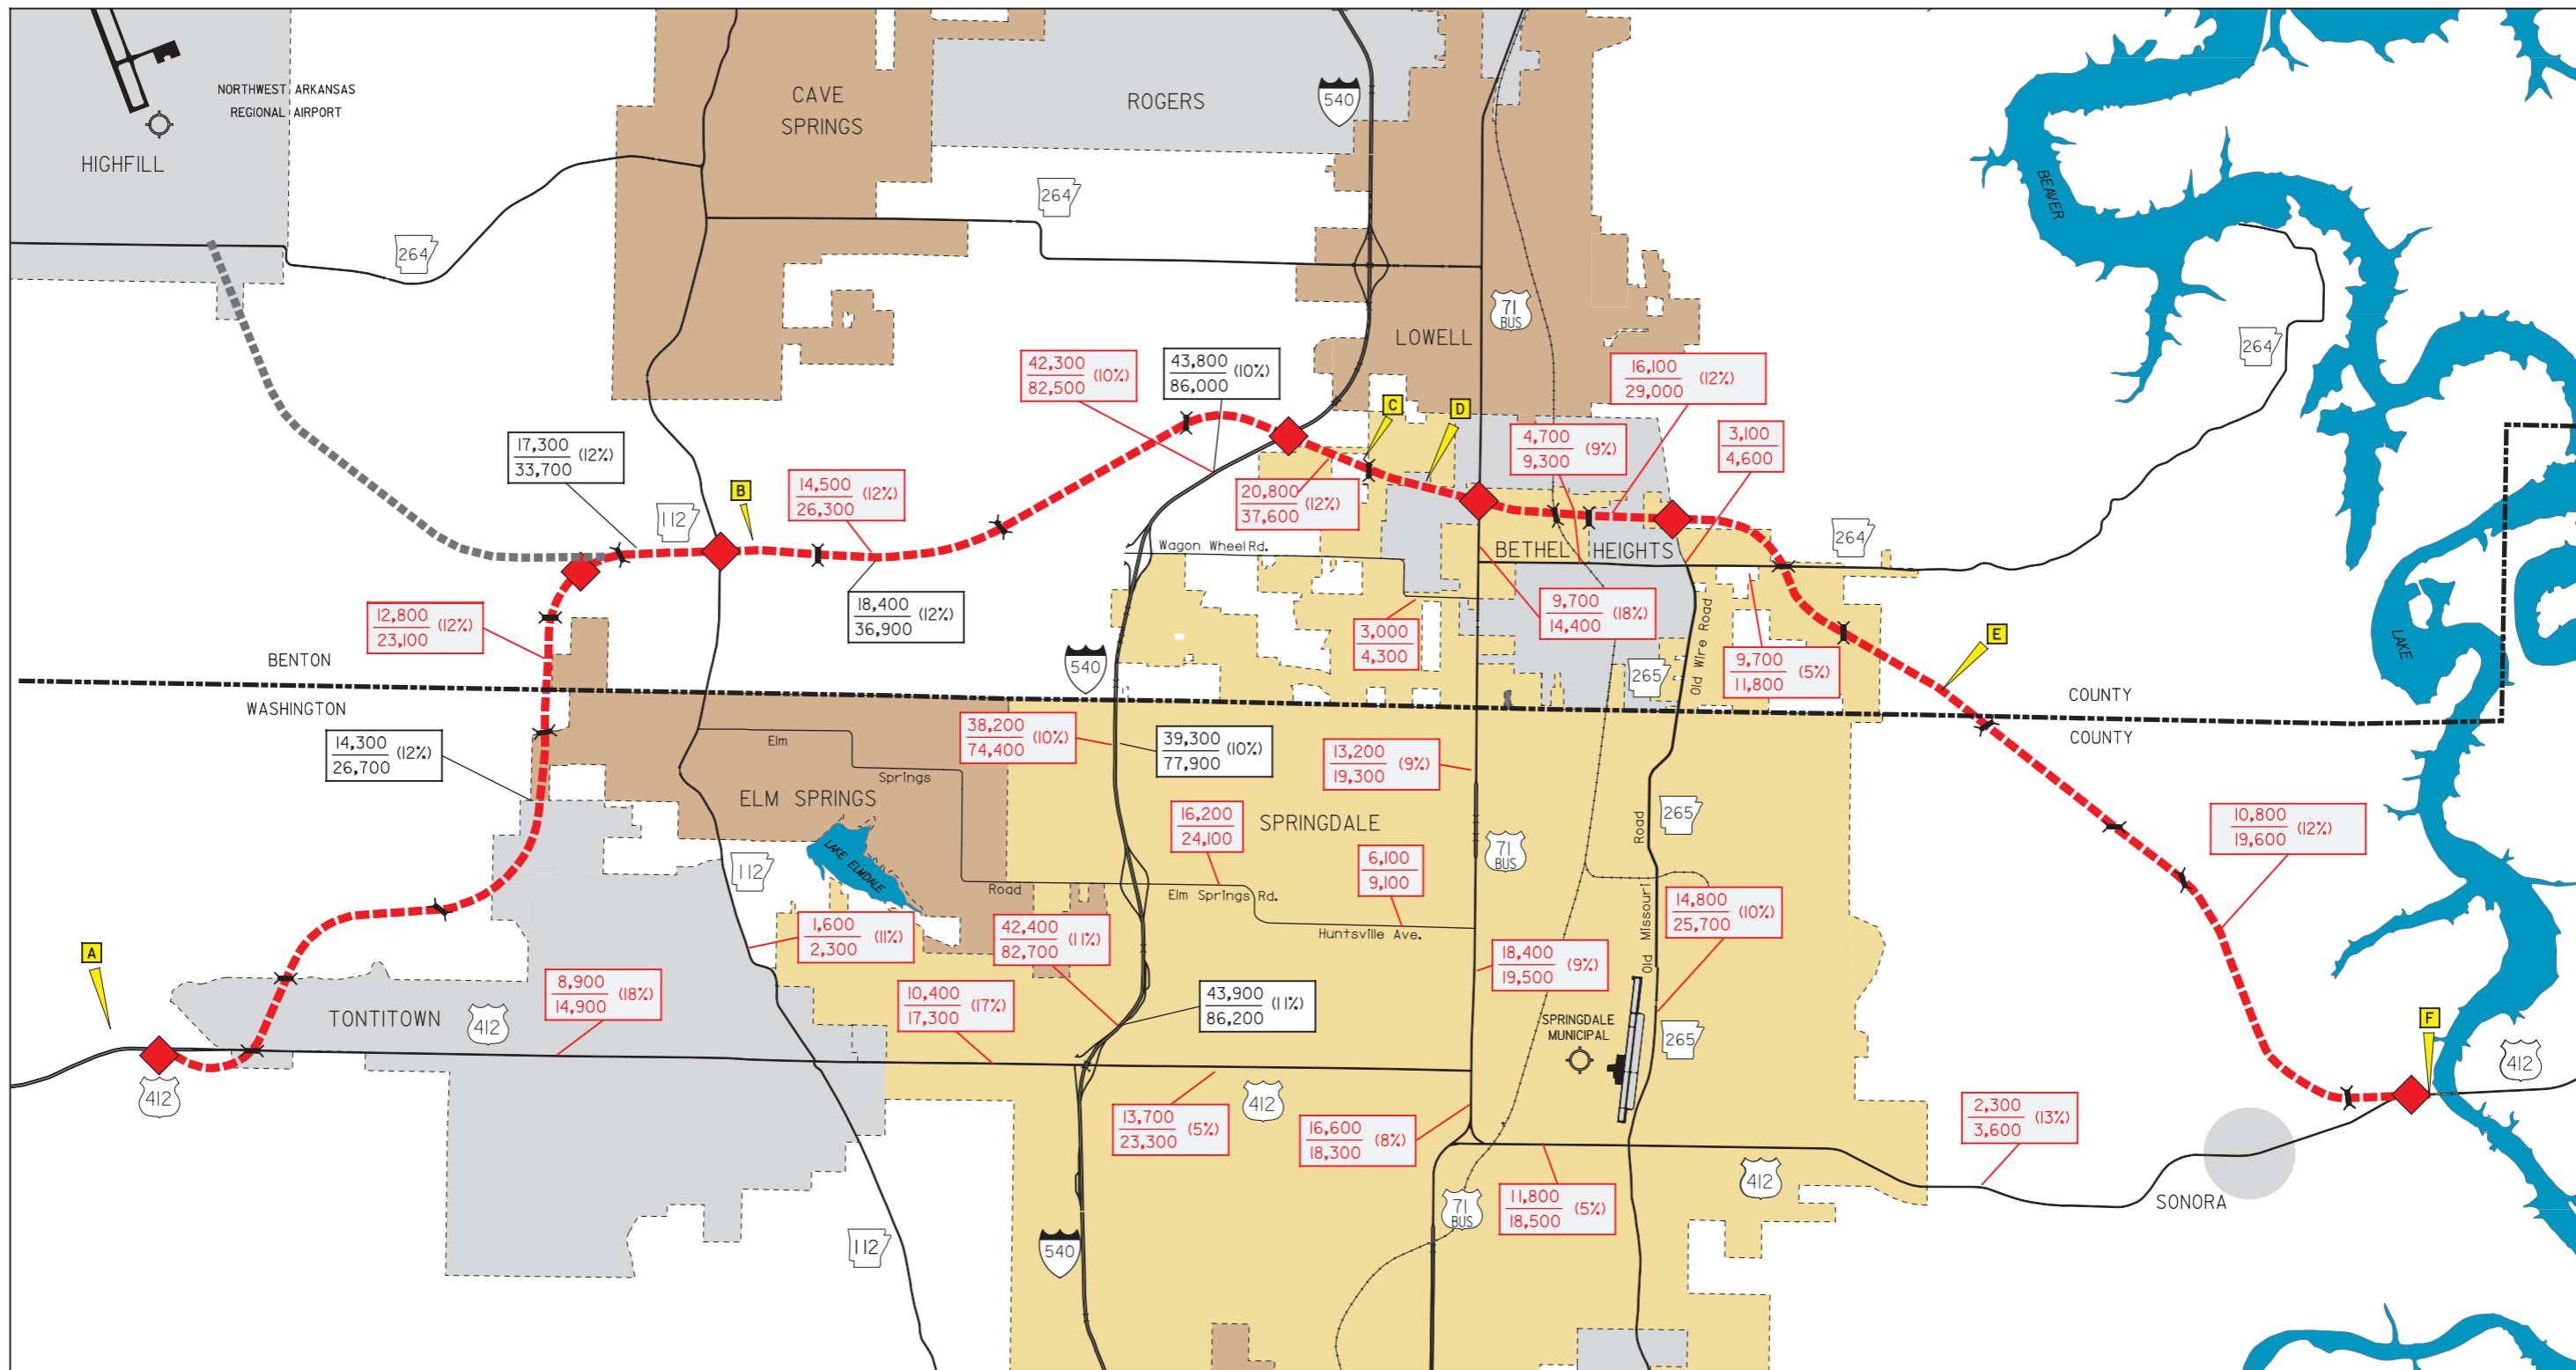 NORTHWEST ARKANSAS
REGIONAL AIRPORT
HIGHFILL
CAVE
SPRINGS
ROGERS
540
264
264
71
BUS
LOWELL
BEAVER
264
42,300 (10%)
82,500
43,800 (10%)
86,000
16,100 (12%)
29,000
C
D
17,300 (12%)
33,700
4,700 (9%)
9,300
3,100
4,600
112
B
14,500 (12%)
26,300
20,800 (12%)
37,600
264
Wagon Wheel Rd.
BETHEL HEIGHTS
12,800 (12%)
23,100
18,400 (12%)
36,900
3,000
4,300
9,700 (18%)
14,400
Old Wire Road
E
LAKE
BENTON
540
265
9,700 (5%)
11,800
COUNTY
WASHINGTON
COUNTY
14,300 (12%)
26,700
Elm
Springs
38,200 (10%)
74,400
39,300 (10%)
77,900
13,200 (9%)
19,300
ELM SPRINGS
16,200
24,100
SPRINGDALE
71
BUS
265
Road
10,800 (12%)
19,600
112
LAKE ELMDALE
Road
Elm Springs Rd.
6,100
9,100
Huntsville Ave.
Old Missouri
14,800 (10%)
25,700
A
1,600 (11%)
2,300
42,400 (11%)
82,700
18,400 (9%)
19,500
8,900 (18%)
14,900
TONTITOWN
412
10,400 (17%)
17,300
43,900 (11%)
86,200
SPRINGDALE
MUNICIPAL
265
F
412
412
13,700 (5%)
23,300
412
16,600 (8%)
18,300
2,300 (13%)
3,600
412
71
BUS
11,800 (5%)
18,500
SONORA
112
540